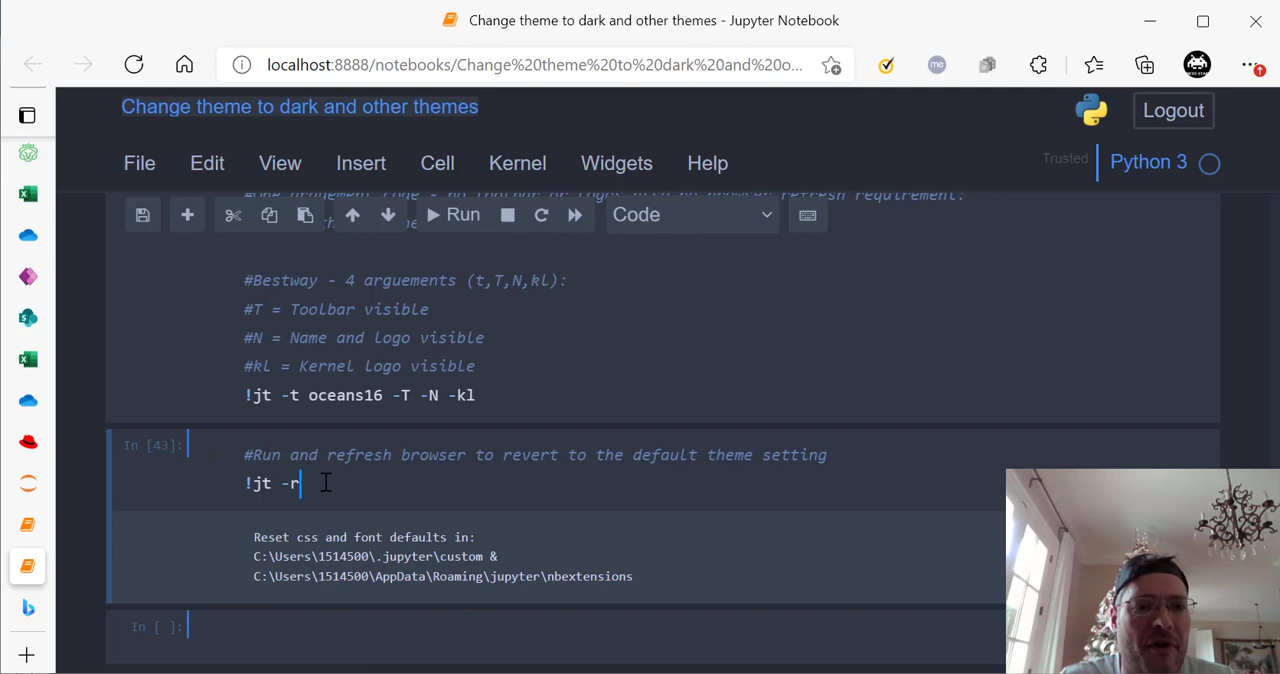 Change theme to dark and other themes - Jupyter Notebook
localhost:8888/notebooks/Change%20theme%20to%20dark%20and%20o...
me
Change theme to dark and other themes
Logout
File Edit View Insert Cell Kernel Widgets Help
Trusted
Python 3
Run
Code
#Bestway - 4 arguements (t,T,N,kl):
#T = Toolbar visible
#N = Name and logo visible
#kl = Kernel logo visible
!jt -t oceans16 -T -N -kl
In [43]:
#Run and refresh browser to revert to the default theme setting
!jt -r
Reset css and font defaults in:
C:\Users\1514500\.jupyter\custom &
C:\Users\1514500\AppData\Roaming\jupyter\nbextensions
In [ ]: